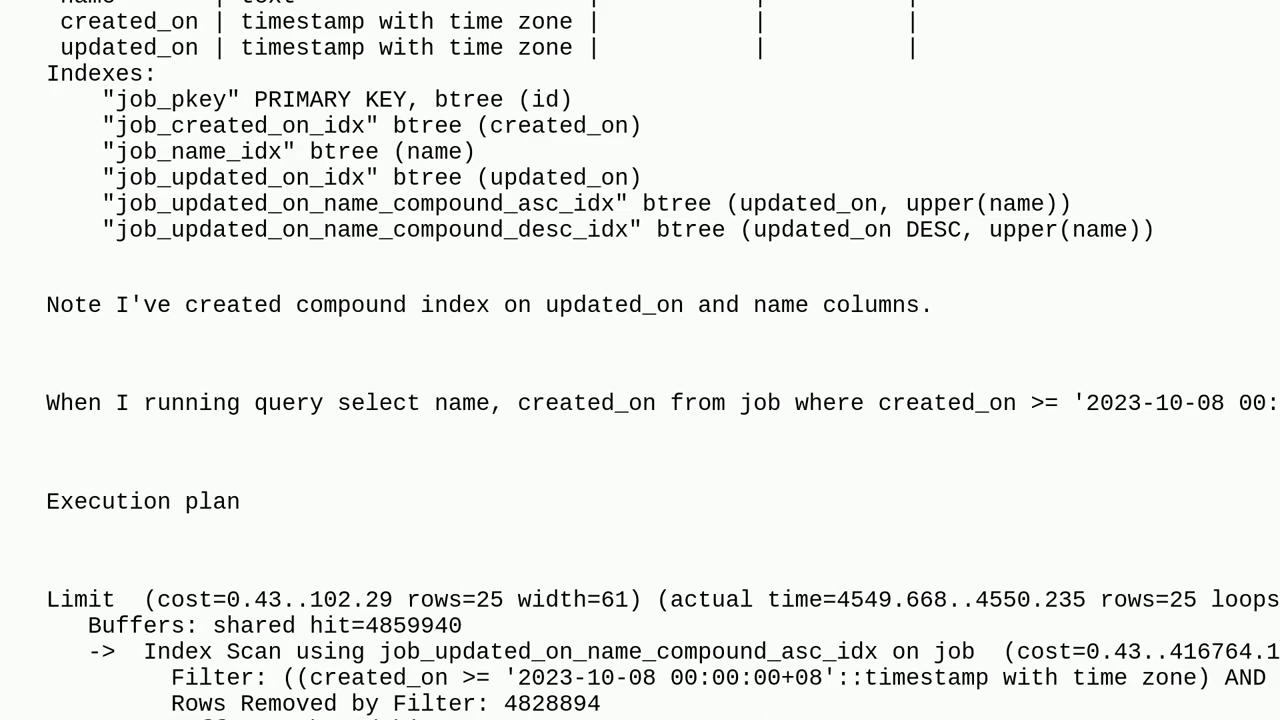 name | text | | |
created_on | timestamp with time zone | | |
updated_on | timestamp with time zone | | |
Indexes:
"job_pkey" PRIMARY KEY, btree (id)
"job_created_on_idx" btree (created_on)
"job_name_idx" btree (name)
"job_updated_on_idx" btree (updated_on)
"job_updated_on_name_compound_asc_idx" btree (updated_on, upper(name))
"job_updated_on_name_compound_desc_idx" btree (updated_on DESC, upper(name))
Note I've created compound index on updated_on and name columns.
When I running query select name, created_on from job where created_on >= '2023-10-08 00:
Execution plan
Limit (cost=0.43..102.29 rows=25 width=61) (actual time=4549.668..4550.235 rows=25 loops
Buffers: shared hit=4859940
-> Index Scan using job_updated_on_name_compound_asc_idx on job (cost=0.43..416764.1
Filter: ((created_on >= '2023-10-08 00:00:00+08'::timestamp with time zone) AND
Rows Removed by Filter: 4828894